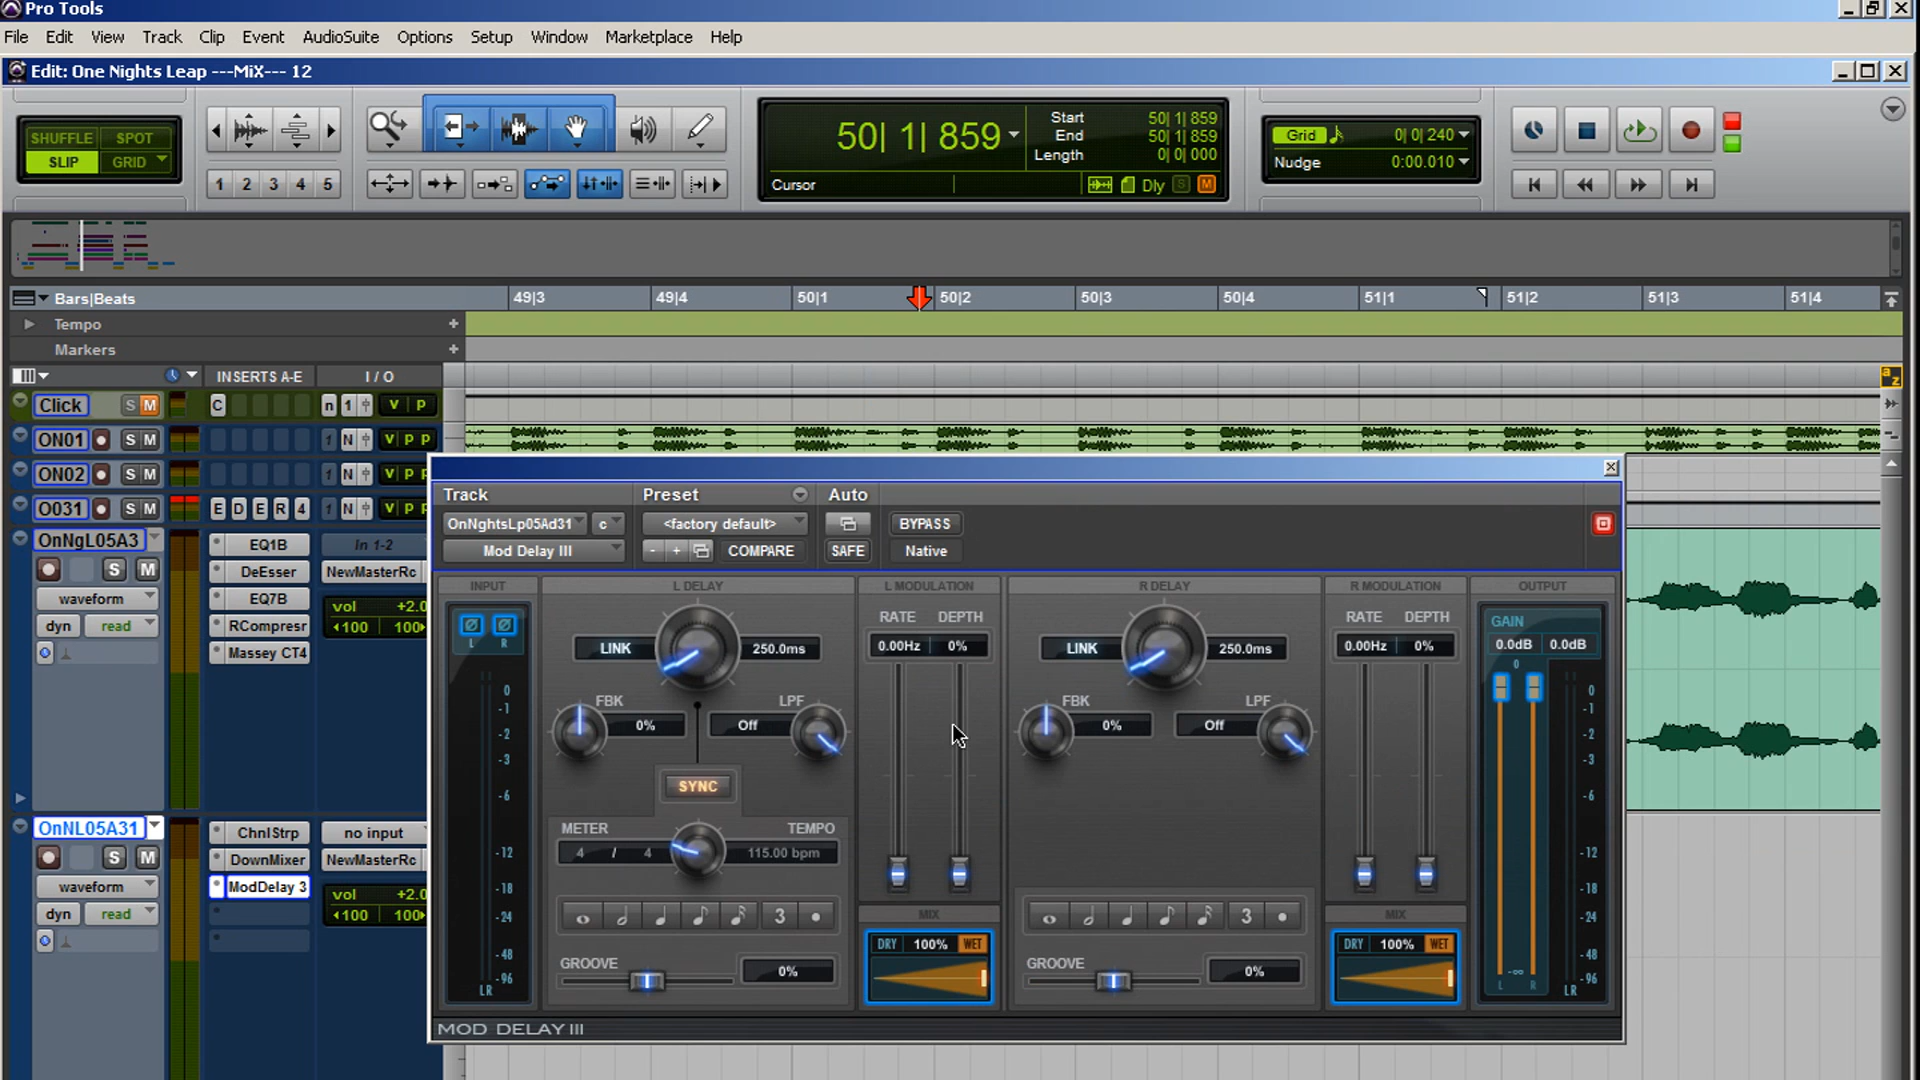 Pro Tools
File Edit View Track Clip Event AudioSuite Options Setup Window Marketplace Help
Edit: One Nights Leap ---MiX--- 12
SHUFFLE SPOT
SLIP GRID
1 2 3 4 5
50| 1| 859
Start 50| 1| 859
End 50| 1| 859
Length 0| 0| 000
Cursor
Dly S M
Grid 0| 0| 240
Nudge 0:00.010
Bars|Beats 49|3 49|4 50|1 50|2 50|3 50|4 51|1 51|2 51|3 51|4
Tempo +
Markers +
INSERTS A-E I / O
a z
Click S M C n 1 V P
ON01 S M N V P P
ON02 S M N V P
O031 S M E D E R 4 N V P
OnNgL05A3 EQ1B In 1-2
S M DeEsser NewMasterRc
waveform EQ7B vol +2.0
dyn read RCompresr 100 100
Massey CT4
OnNL05A31 ChnlStrp no input
S M DownMixer NewMasterRc
waveform ModDelay 3 vol +2.0
dyn read 100 100
Track Preset Auto
OnNghtsLp05Ad31 c <factory default> BYPASS
Mod Delay III - + COMPARE SAFE Native
INPUT L DELAY L MODULATION R DELAY R MODULATION OUTPUT
L R
LINK 250.0ms
FBK 0% LPF Off
SYNC
METER TEMPO
4 / 4 115.00 bpm
3
GROOVE 0%
0 -1 -2 -3 -6 -12 -18 -24 -48 -96
LR
RATE DEPTH
0.00Hz 0%
MIX
DRY 100% WET
LINK 250.0ms
FBK 0% LPF Off
3
GROOVE 0%
RATE DEPTH
0.00Hz 0%
MIX
DRY 100% WET
GAIN
0.0dB 0.0dB
0
-∞
L R
0 -1 -2 -3 -6 -12 -18 -24 -48 -96
LR
MOD DELAY III